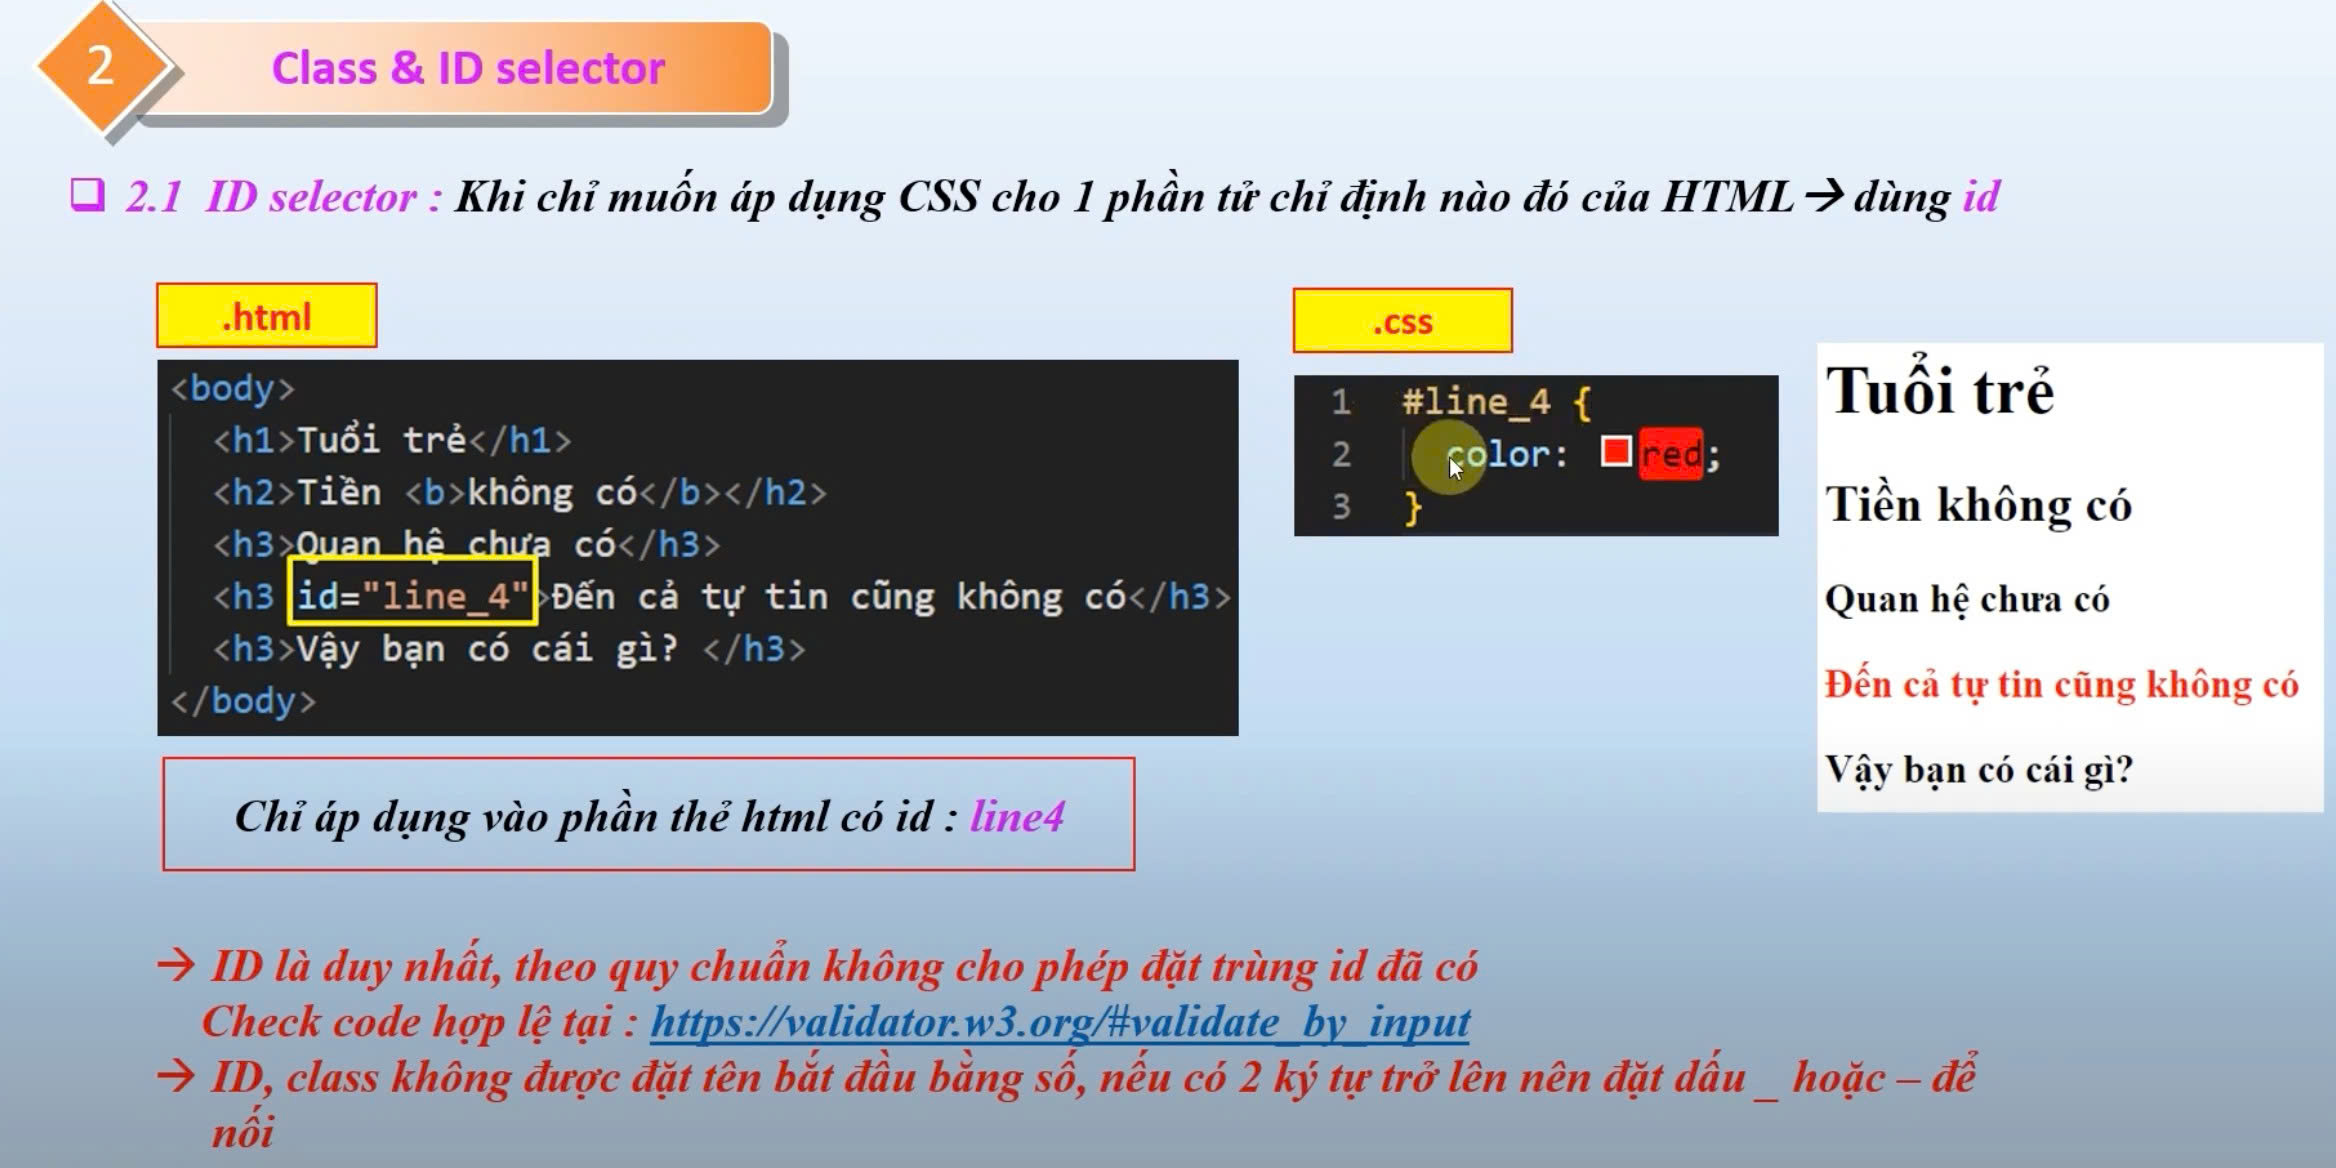 2
Class & ID selector
2.1 ID selector : Khi chỉ muốn áp dụng CSS cho 1 phần tử chỉ định nào đó của HTML → dùng id
.html
<body>
<h1>Tuổi trẻ</h1>
<h2>Tiền <b>không có</b></h2>
<h3>Quan hệ chưa có</h3>
<h3 id="line_4">Đến cả tự tin cũng không có</h3>
<h3>Vậy bạn có cái gì? </h3>
</body>
.css
1 #line_4 {
2 color: red;
3 }
Tuổi trẻ
Tiền không có
Quan hệ chưa có
Đến cả tự tin cũng không có
Vậy bạn có cái gì?
Chỉ áp dụng vào phần thẻ html có id : line4
→ ID là duy nhất, theo quy chuẩn không cho phép đặt trùng id đã có
Check code hợp lệ tại : https://validator.w3.org/#validate_by_input
→ ID, class không được đặt tên bắt đầu bằng số, nếu có 2 ký tự trở lên nên đặt dấu _ hoặc – để
nối